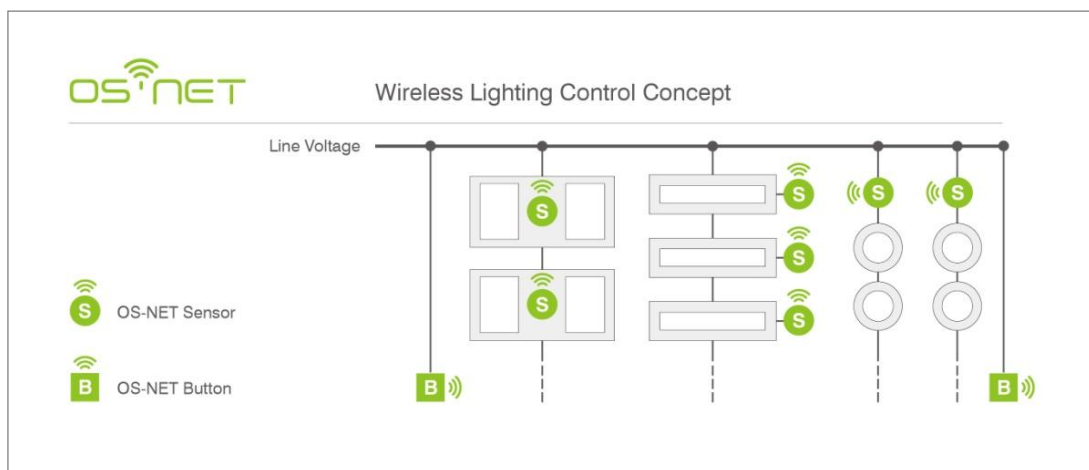 OS'NET
Wireless Lighting Control Concept
Line Voltage
S
S
S
S
S
S
S
S OS-NET Sensor
B OS-NET Button
B
B